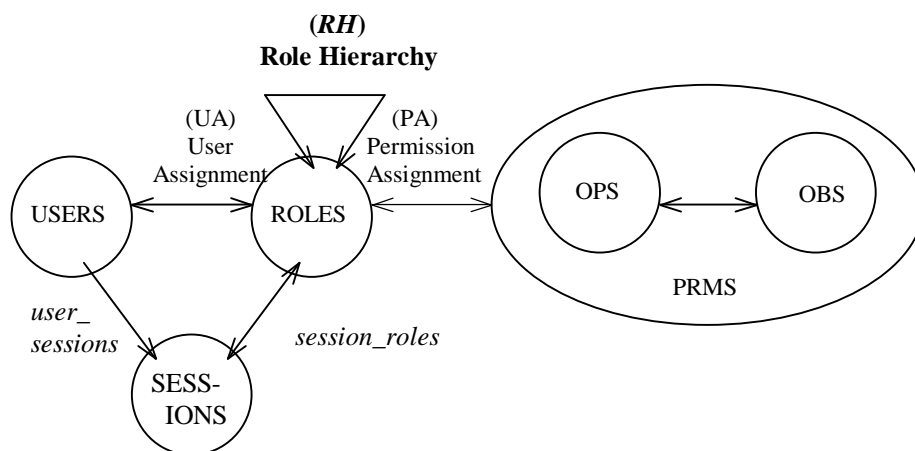 (RH)
Role Hierarchy
(UA)
User
Assignment
(PA)
Permission
Assignment
USERS
ROLES
OPS
OBS
PRMS
user_
sessions
session_roles
SESS-
IONS